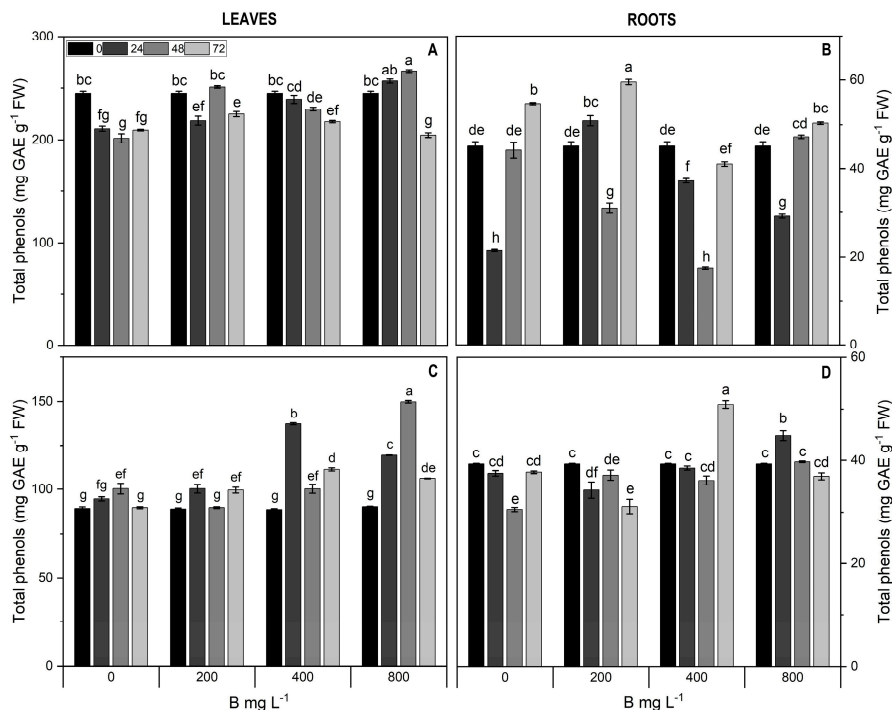 LEAVES
ROOTS
0 24 48 72
A
B
C
D
Total phenols (mg GAE g-1 FW)
300
200
100
0
bc fg g fg
bc ef bc e
bc cd de ef
bc ab a g
Total phenols (mg GAE g-1 FW)
60
40
20
0
de h de b
de bc g a
de f h ef
de g cd bc
Total phenols (mg GAE g-1 FW)
150
100
50
0
g fg ef g
g ef g ef
g b ef d
g c a de
Total phenols (mg GAE g-1 FW)
60
40
20
0
c cd e cd
c df de e
c c cd a
c b c cd
0 200 400 800
B mg L-1
0 200 400 800
B mg L-1